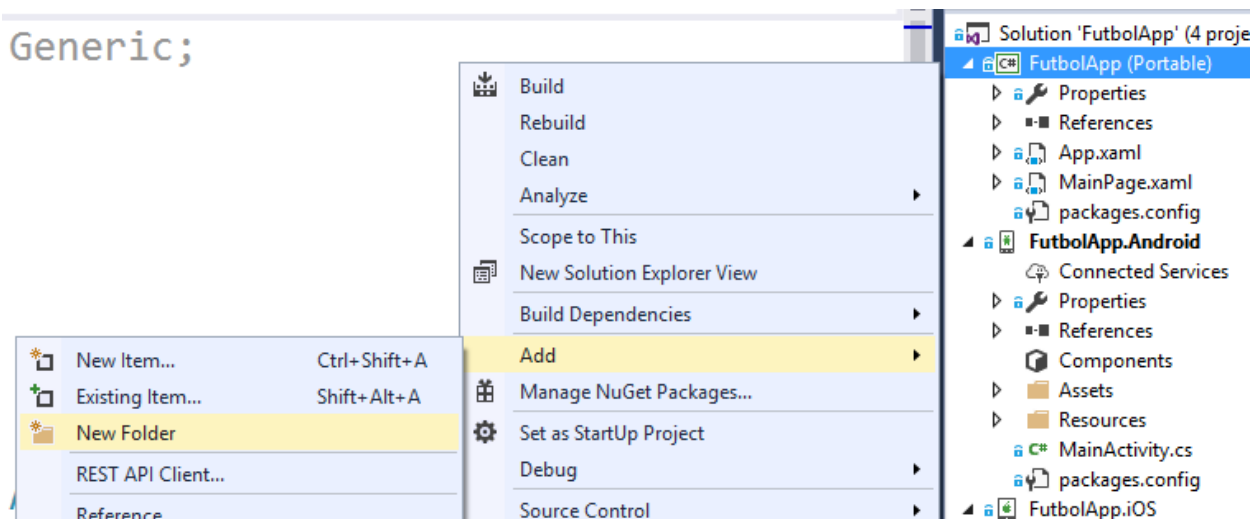 Generic;
Build
Rebuild
Clean
Analyze
Scope to This
New Solution Explorer View
Build Dependencies
Add
Manage NuGet Packages...
Set as StartUp Project
Debug
Source Control
New Item... Ctrl+Shift+A
Existing Item... Shift+Alt+A
New Folder
REST API Client...
Reference
Solution 'FutbolApp' (4 proje
C# FutbolApp (Portable)
Properties
References
App.xaml
MainPage.xaml
packages.config
FutbolApp.Android
Connected Services
Properties
References
Components
Assets
Resources
C# MainActivity.cs
packages.config
FutbolApp.iOS